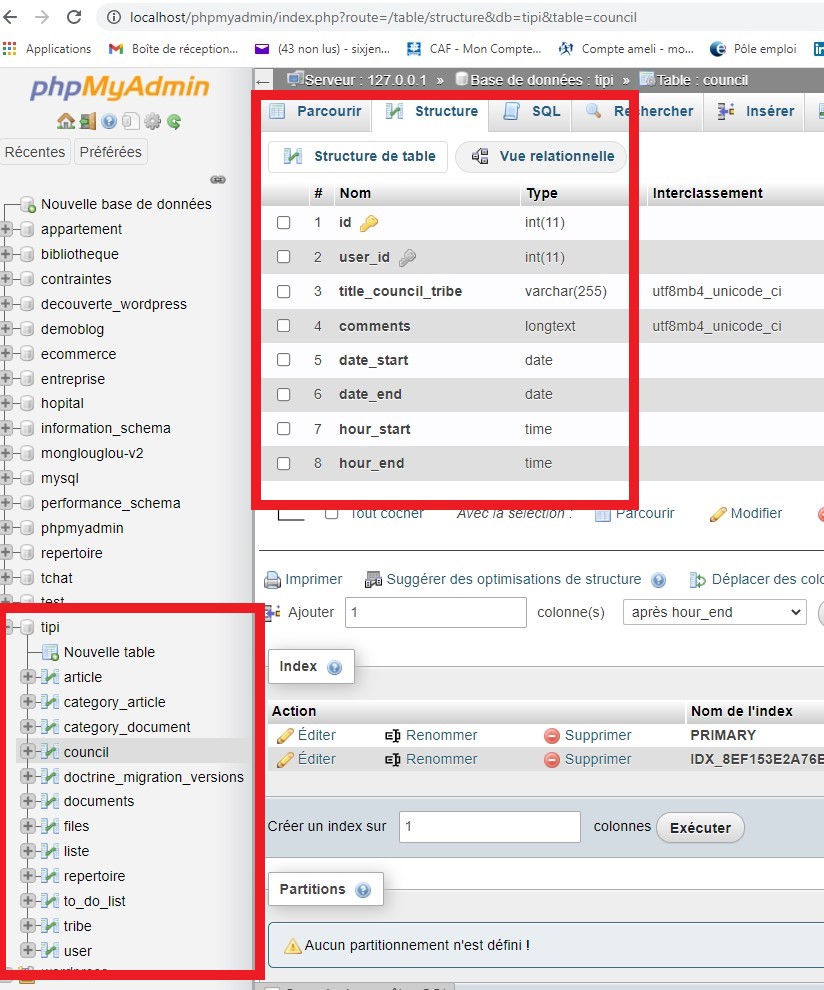 localhost/phpmyadmin/index.php?route=/table/structure&db=tipi&table=council
Applications
Boîte de réception...
(43 non lus) - sixjen...
CAF - Mon Compte...
Compte ameli - mo...
Pôle emploi
phpMyAdmin
Récentes
Préférées
Nouvelle base de données
appartement
bibliotheque
contraintes
decouverte_wordpress
demoblog
ecommerce
entreprise
hopital
information_schema
monglouglou-v2
mysql
performance_schema
phpmyadmin
repertoire
tchat
test
tipi
Nouvelle table
article
category_article
category_document
council
doctrine_migration_versions
documents
files
liste
repertoire
to_do_list
tribe
user
wordpress
Serveur : 127.0.0.1 » Base de données : tipi » Table : council
Parcourir
Structure
SQL
Rechercher
Insérer
Structure de table
Vue relationnelle
# Nom Type Interclassement
1 id int(11)
2 user_id int(11)
3 title_council_tribe varchar(255) utf8mb4_unicode_ci
4 comments longtext utf8mb4_unicode_ci
5 date_start date
6 date_end date
7 hour_start time
8 hour_end time
Tout cocher Avec la sélection : Parcourir Modifier
Imprimer Suggérer des optimisations de structure Déplacer des colo
Ajouter 1 colonne(s) après hour_end
Index
Action Nom de l'index
Éditer Renommer Supprimer PRIMARY
Éditer Renommer Supprimer IDX_8EF153E2A76E
Créer un index sur 1 colonnes Exécuter
Partitions
Aucun partitionnement n'est défini !